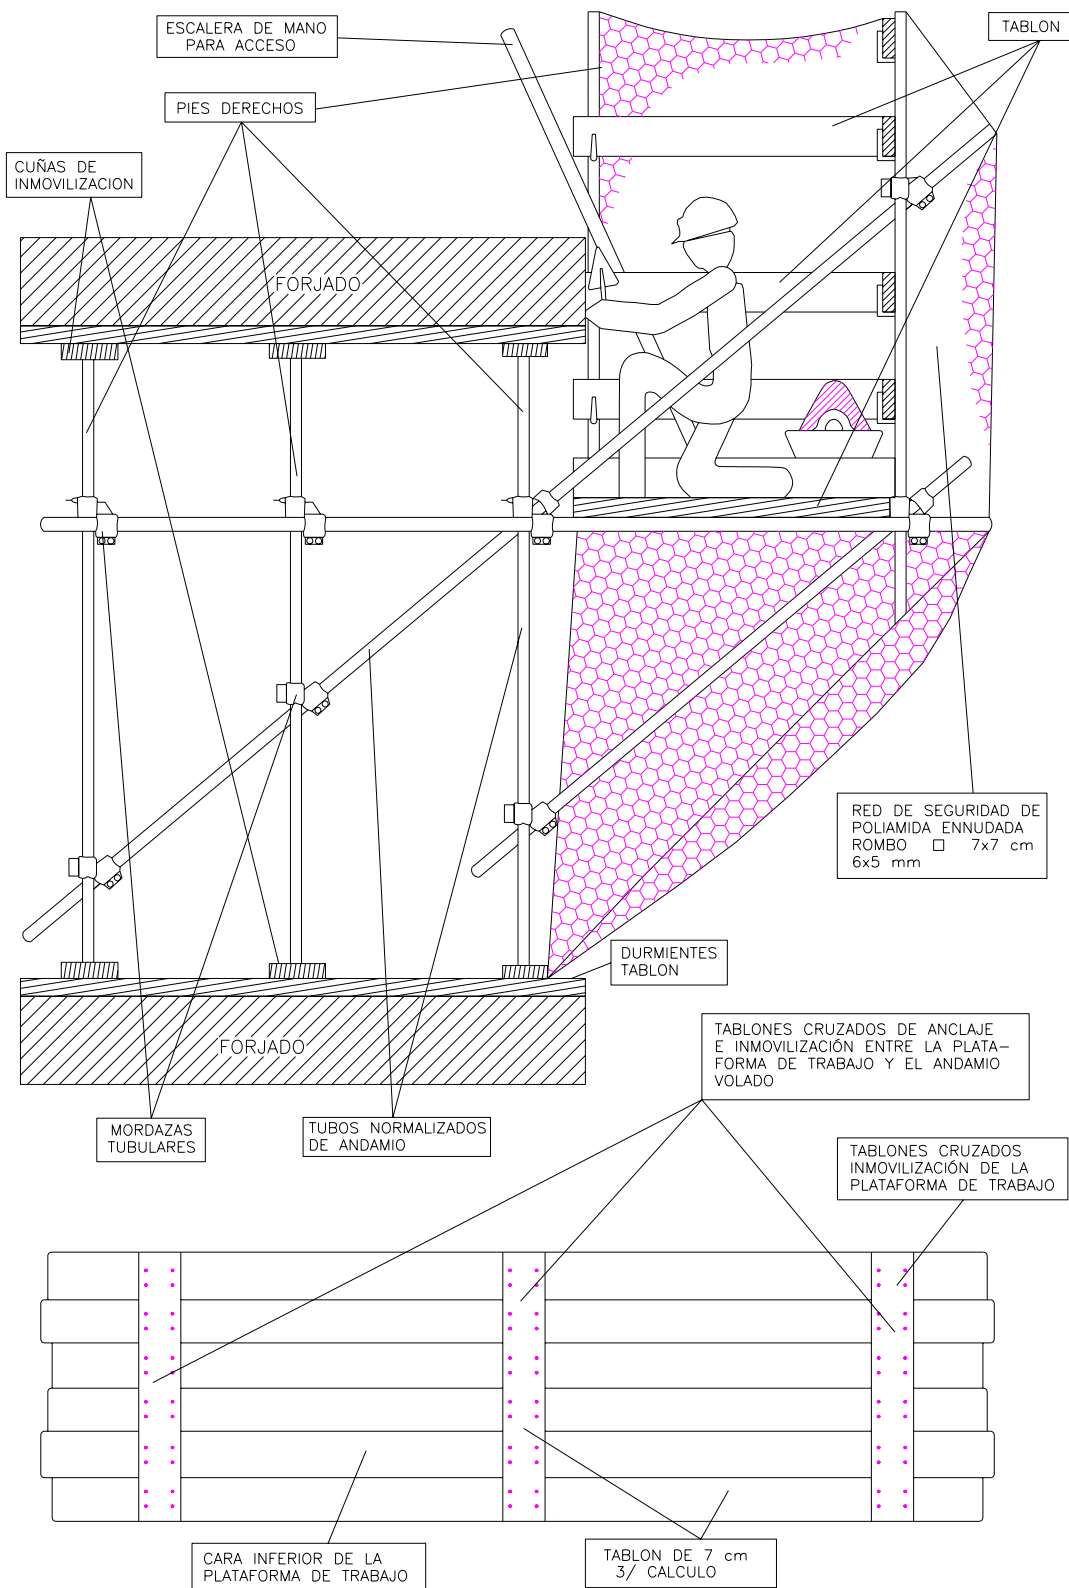 ESCALERA DE MANO
PARA ACCESO
TABLON
PIES DERECHOS
CUÑAS DE
INMOVILIZACION
FORJADO
RED DE SEGURIDAD DE
POLIAMIDA ENNUDADA
ROMBO □ 7x7 cm
6x5 mm
DURMIENTES
TABLON
FORJADO
TABLONES CRUZADOS DE ANCLAJE
E INMOVILIZACIÓN ENTRE LA PLATA-
FORMA DE TRABAJO Y EL ANDAMIO
VOLADO
MORDAZAS
TUBULARES
TUBOS NORMALIZADOS
DE ANDAMIO
TABLONES CRUZADOS
INMOVILIZACIÓN DE LA
PLATAFORMA DE TRABAJO
CARA INFERIOR DE LA
PLATAFORMA DE TRABAJO
TABLON DE 7 cm
3/ CALCULO